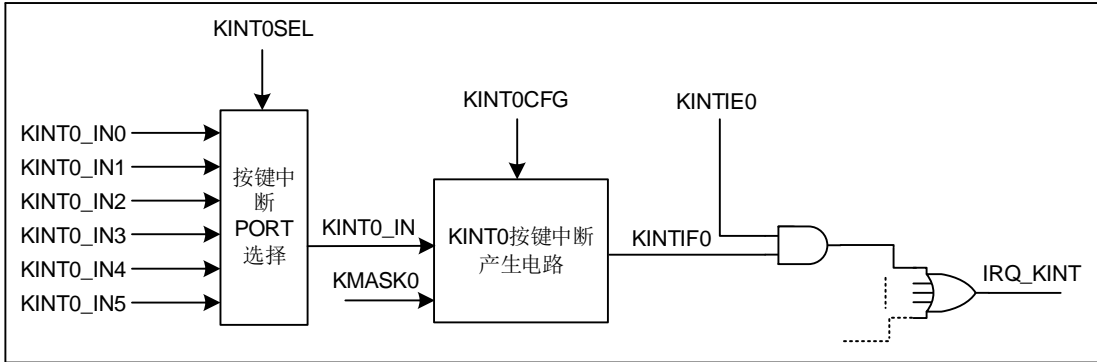 KINT0SEL
KINT0CFG
KINTIE0
KINT0_IN0
KINT0_IN1
KINT0_IN2
KINT0_IN3
KINT0_IN4
KINT0_IN5
按键中
断
PORT
选择
KINT0_IN
KMASK0
KINT0按键中断
产生电路
KINTIF0
IRQ_KINT